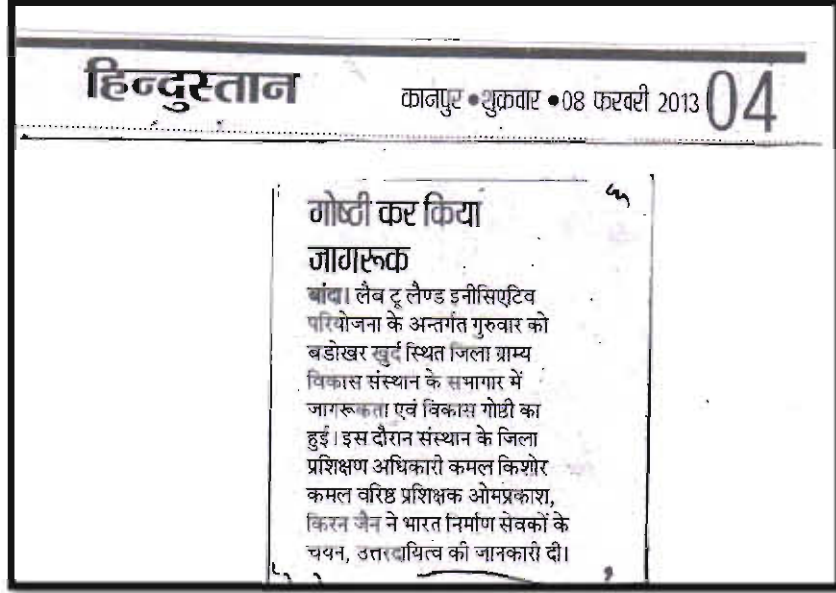 हिन्दुस्तान
कानपुर ● शुक्रवार ● 08 फरवरी 2013 04
गोष्ठी कर किया
जागरूक
बांदा। लैब टू लैण्ड इनीसिएटिव
परियोजना के अन्तर्गत गुरुवार को
बडोखर खुर्द स्थित जिला ग्राम्य
विकास संस्थान के सभागार में
जागरूकता एवं विकास गोष्ठी का
हुई। इस दौरान संस्थान के जिला
प्रशिक्षण अधिकारी कमल किशोर
कमल वरिष्ठ प्रशिक्षक ओमप्रकाश,
किरन जैन ने भारत निर्माण सेवकों के
चयन, उत्तरदायित्व की जानकारी दी।